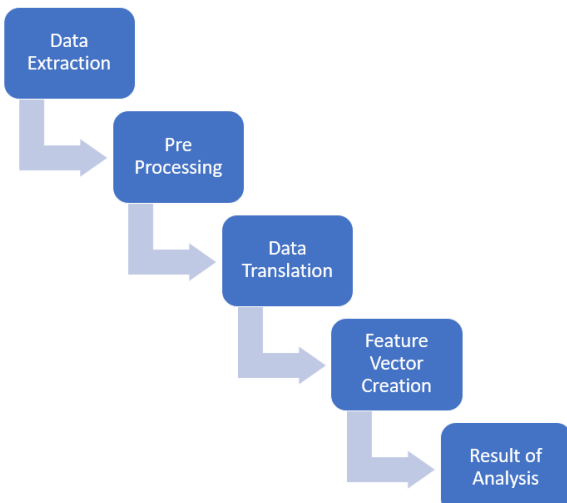 Data
Extraction
Pre
Processing
Data
Translation
Feature
Vector
Creation
Result of
Analysis